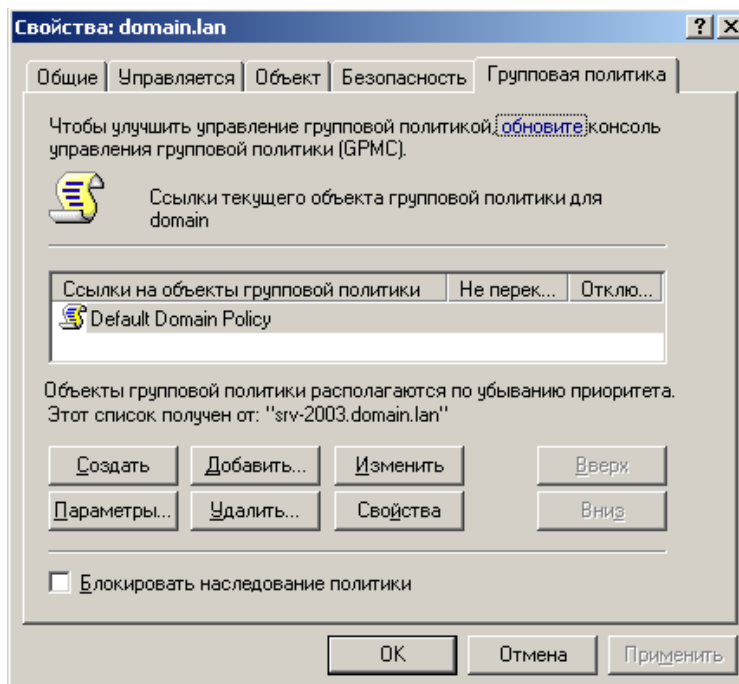 Свойства: domain.lan
Общие Управляется Объект Безопасность Групповая политика
Чтобы улучшить управление групповой политикой, обновите консоль
управления групповой политики (GPMC).
Ссылки текущего объекта групповой политики для
domain
Ссылки на объекты групповой политики Не перек... Отклю...
Default Domain Policy
Объекты групповой политики располагаются по убыванию приоритета.
Этот список получен от: "srv-2003.domain.lan"
Создать Добавить... Изменить Вверх
Параметры... Удалить... Свойства Вниз
Блокировать наследование политики
OK Отмена Применить